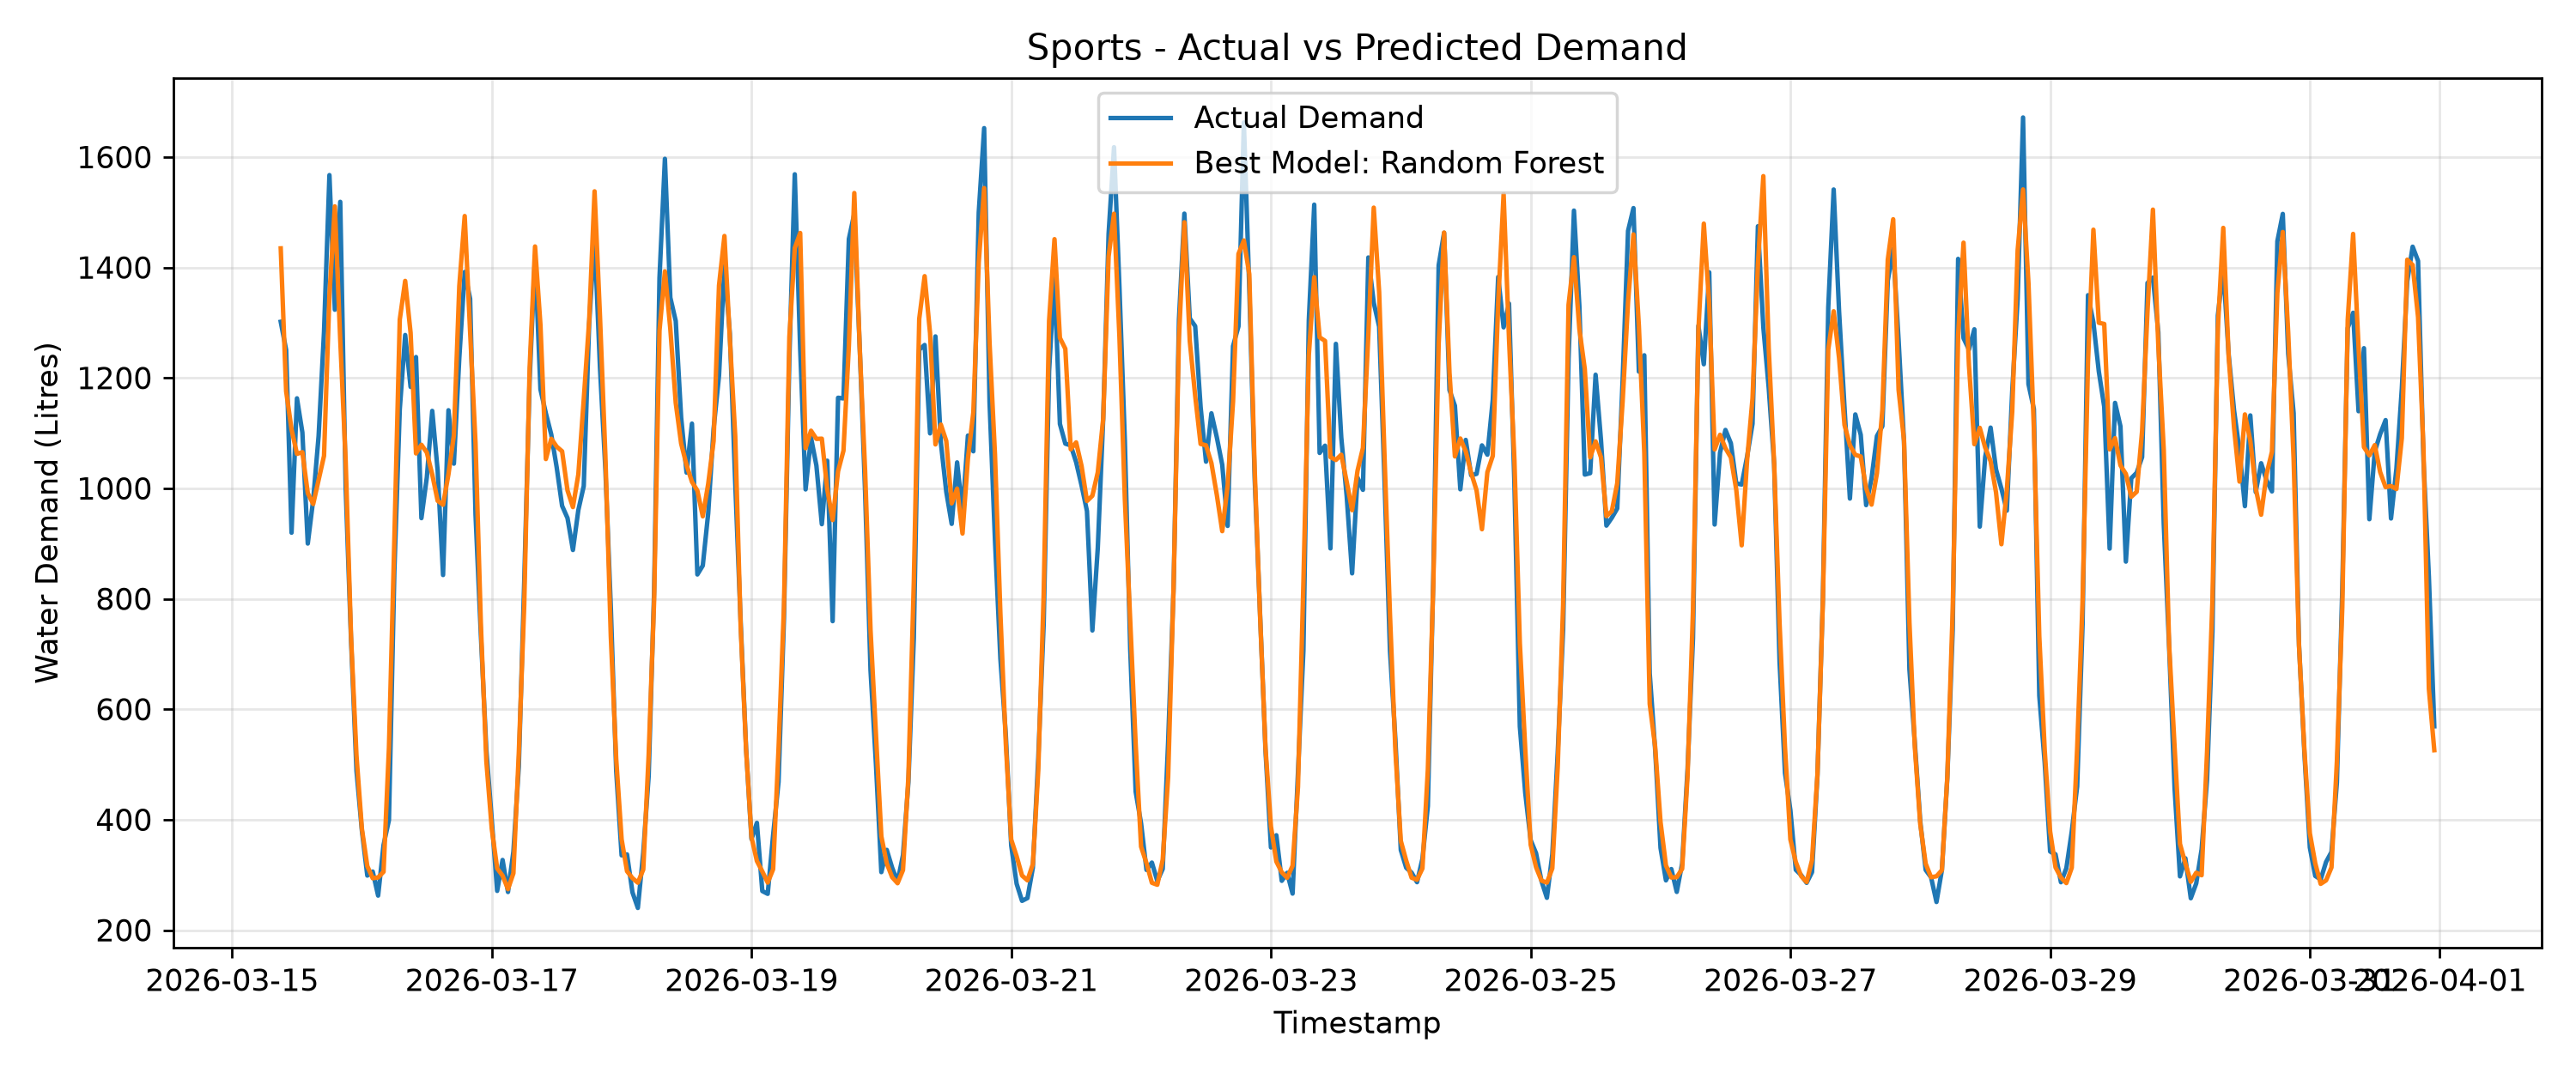 Sports - Actual vs Predicted Demand
Actual Demand
Best Model: Random Forest
Water Demand (Litres)
1600
1400
1200
1000
800
600
400
200
2026-03-15 2026-03-17 2026-03-19 2026-03-21 2026-03-23 2026-03-25 2026-03-27 2026-03-29 2026-03-31 2026-04-01
Timestamp